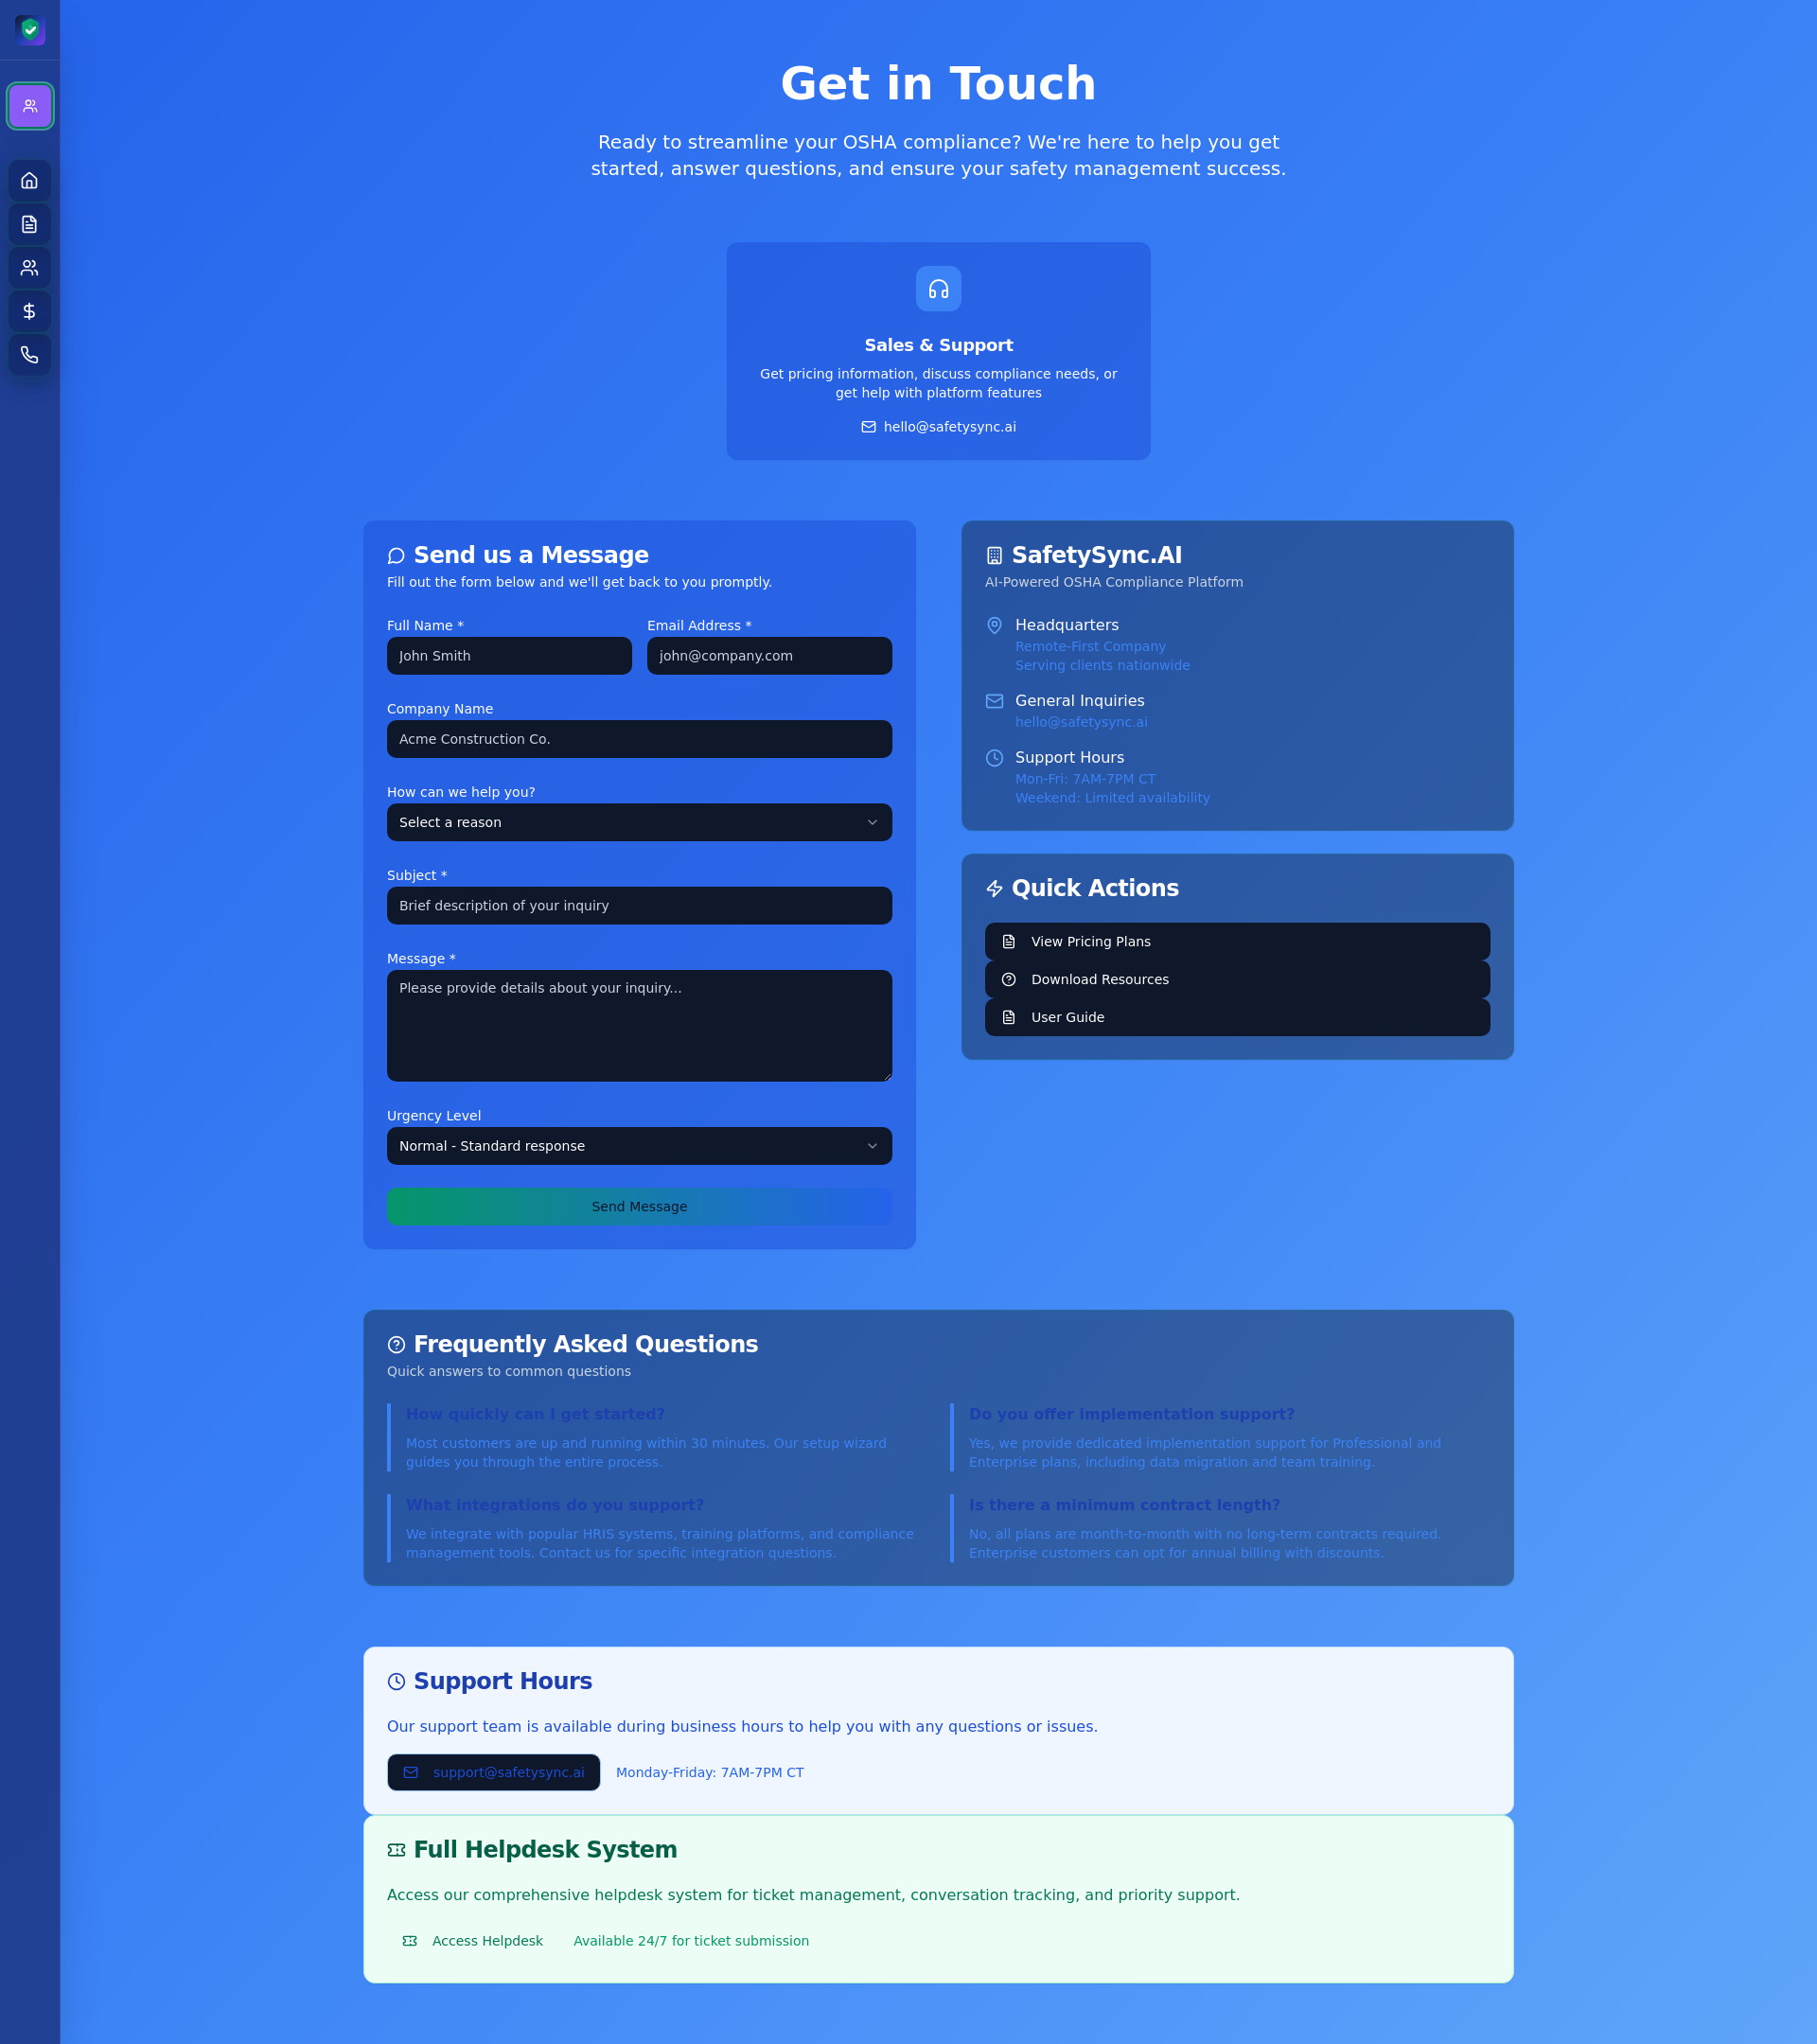 Get in Touch
Ready to streamline your OSHA compliance? We're here to help you get
started, answer questions, and ensure your safety management success.
Sales & Support
Get pricing information, discuss compliance needs, or
get help with platform features
hello@safetysync.ai
Send us a Message
Fill out the form below and we'll get back to you promptly.
Full Name *
Email Address *
John Smith
john@company.com
Company Name
Acme Construction Co.
How can we help you?
Select a reason
Subject *
Brief description of your inquiry
Message *
Please provide details about your inquiry...
Urgency Level
Normal - Standard response
Send Message
SafetySync.AI
AI-Powered OSHA Compliance Platform
Headquarters
Remote-First Company
Serving clients nationwide
General Inquiries
hello@safetysync.ai
Support Hours
Mon-Fri: 7AM-7PM CT
Weekend: Limited availability
Quick Actions
View Pricing Plans
Download Resources
User Guide
Frequently Asked Questions
Quick answers to common questions
How quickly can I get started?
Most customers are up and running within 30 minutes. Our setup wizard
guides you through the entire process.
Do you offer implementation support?
Yes, we provide dedicated implementation support for Professional and
Enterprise plans, including data migration and team training.
What integrations do you support?
We integrate with popular HRIS systems, training platforms, and compliance
management tools. Contact us for specific integration questions.
Is there a minimum contract length?
No, all plans are month-to-month with no long-term contracts required.
Enterprise customers can opt for annual billing with discounts.
Support Hours
Our support team is available during business hours to help you with any questions or issues.
support@safetysync.ai
Monday-Friday: 7AM-7PM CT
Full Helpdesk System
Access our comprehensive helpdesk system for ticket management, conversation tracking, and priority support.
Access Helpdesk
Available 24/7 for ticket submission